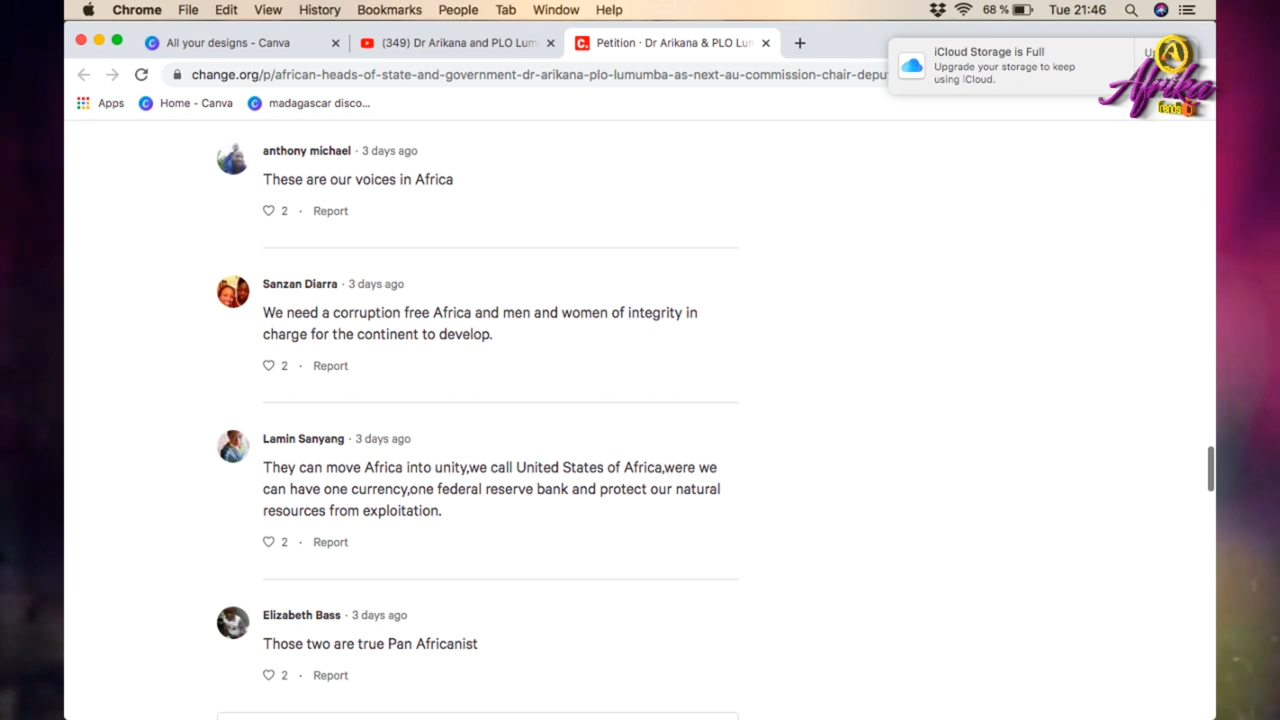 Chrome File Edit View History Bookmarks People Tab Window Help 68 % Tue 21:46
All your designs - Canva (349) Dr Arikana and PLO Lum Petition · Dr Arikana & PLO Lun
change.org/p/african-heads-of-state-and-government-dr-arikana-plo-lumumba-as-next-au-commission-chair-depu
iCloud Storage is Full
Upgrade your storage to keep
using iCloud.
Afrika
Apps Home - Canva madagascar disco...
anthony michael · 3 days ago
These are our voices in Africa
2 · Report
Sanzan Diarra · 3 days ago
We need a corruption free Africa and men and women of integrity in
charge for the continent to develop.
2 · Report
Lamin Sanyang · 3 days ago
They can move Africa into unity,we call United States of Africa,were we
can have one currency,one federal reserve bank and protect our natural
resources from exploitation.
2 · Report
Elizabeth Bass · 3 days ago
Those two are true Pan Africanist
2 · Report